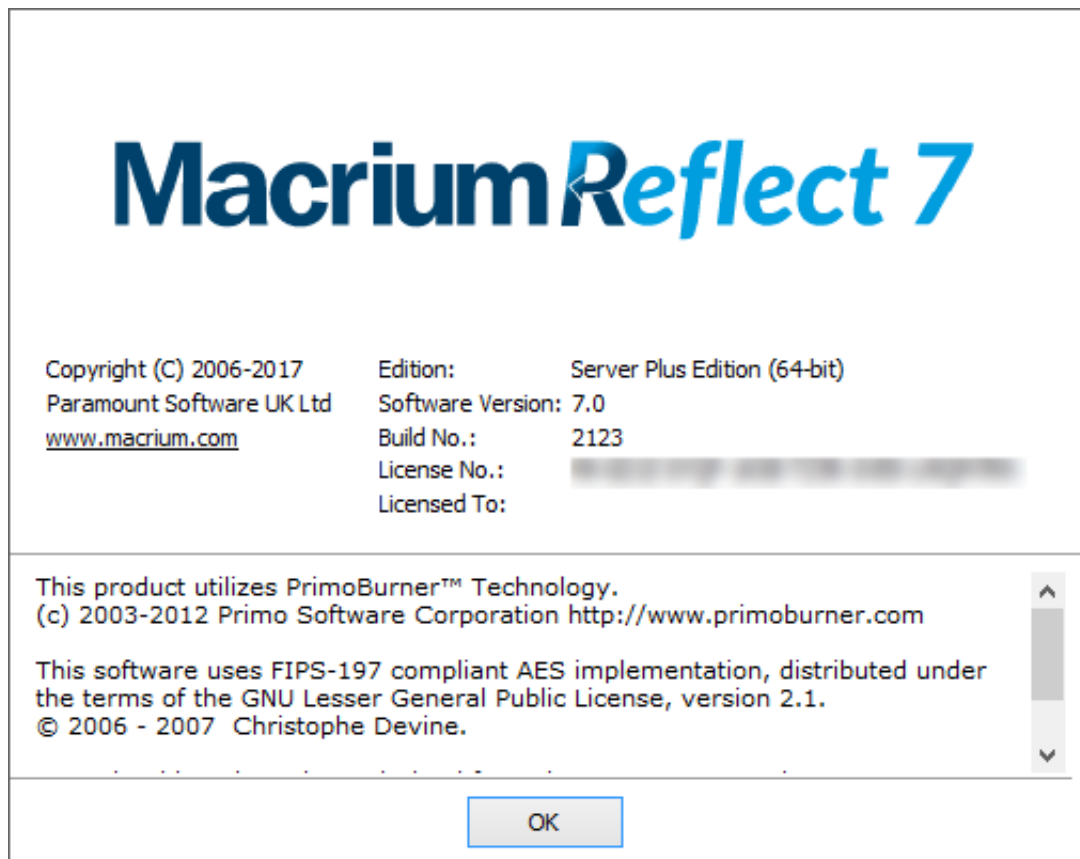 Macrium Reflect 7
Copyright (C) 2006-2017
Paramount Software UK Ltd
www.macrium.com
Edition: Server Plus Edition (64-bit)
Software Version: 7.0
Build No.: 2123
License No.:
Licensed To:
This product utilizes PrimoBurner™ Technology.
(c) 2003-2012 Primo Software Corporation http://www.primoburner.com
This software uses FIPS-197 compliant AES implementation, distributed under
the terms of the GNU Lesser General Public License, version 2.1.
© 2006 - 2007  Christophe Devine.
OK